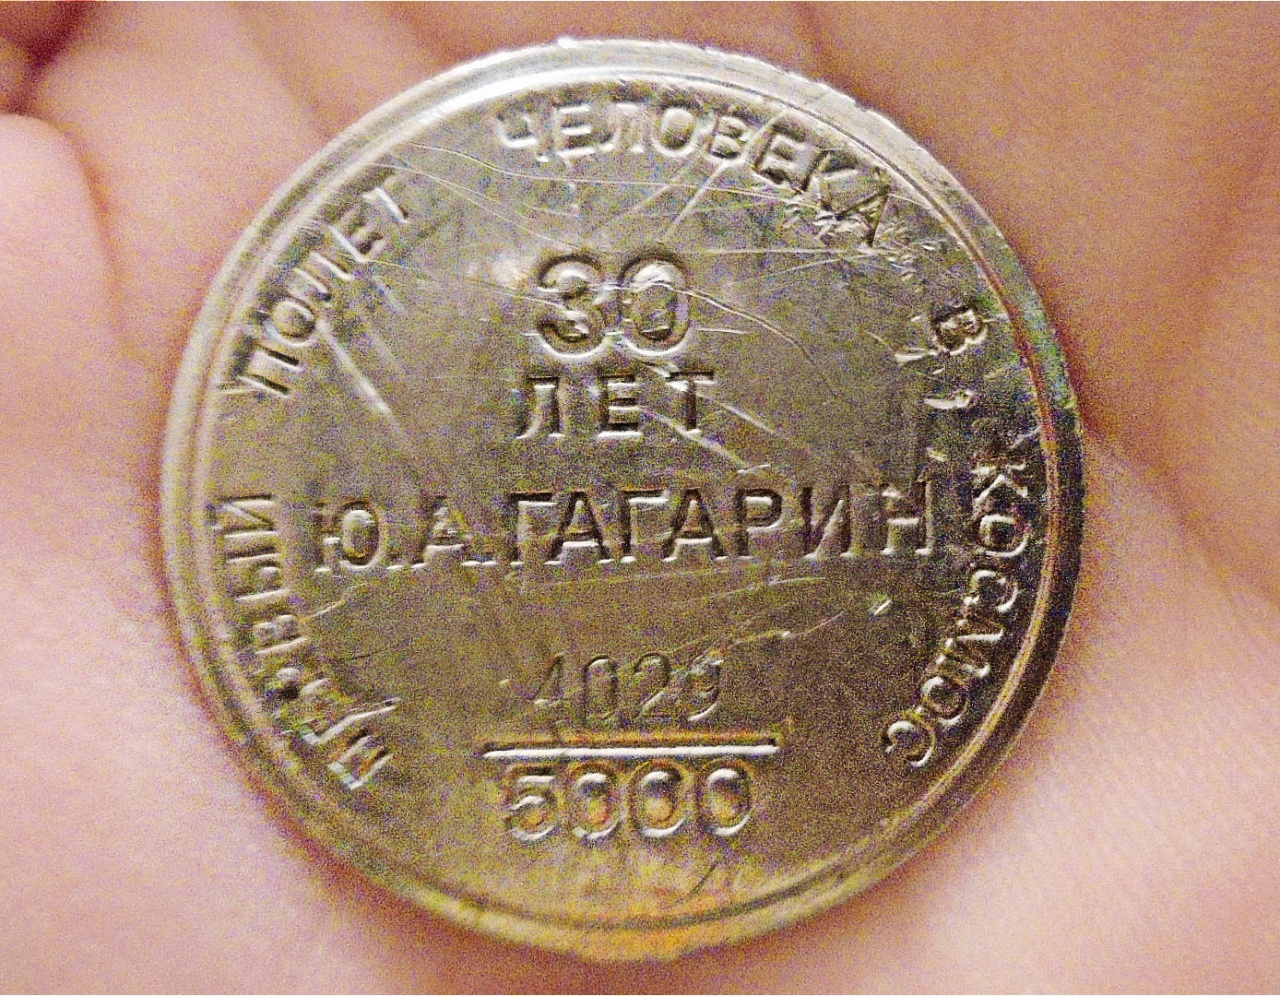 ПЕРВЫЙ ПОЛЕТ ЧЕЛОВЕКА В КОСМОС
30
ЛЕТ
Ю.А.ГАГАРИН
4029
5000